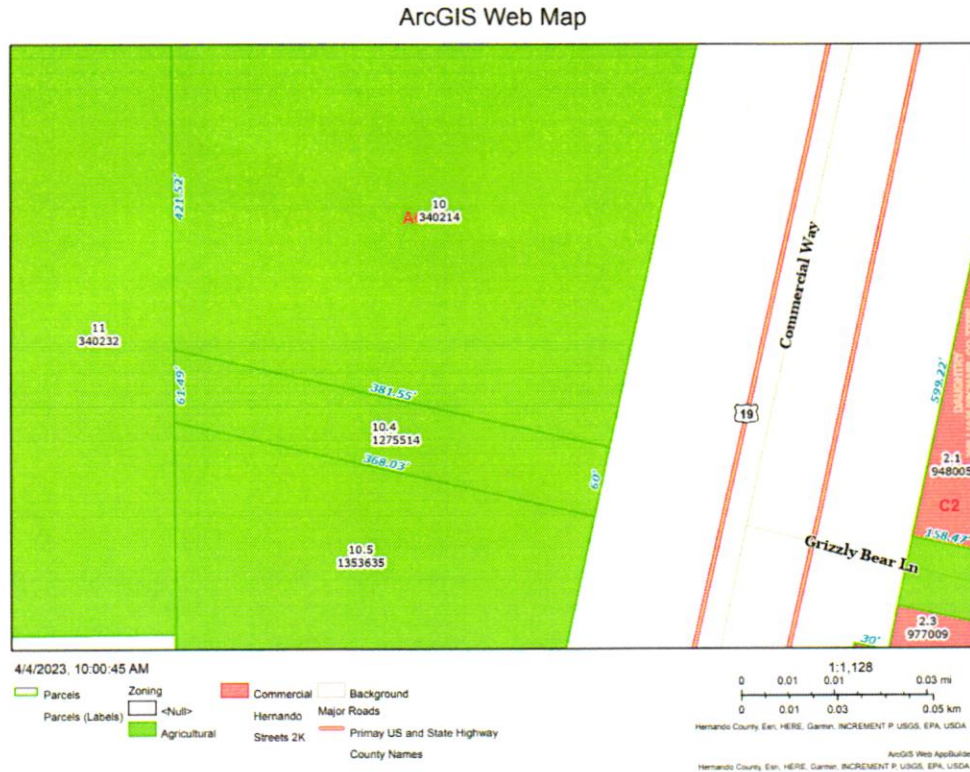 ArcGIS Web Map
421.52'
10
A
340214
11
340232
61.49'
381.55'
10.4
1275514
368.03'
60'
10.5
1353635
Commercial Way
19
599.22'
DAUGHTRY
2.1
948005
C2
158.47'
Grizzly Bear Ln
2.3
977009
30'
4/4/2023, 10:00:45 AM
Parcels
Parcels (Labels)
Zoning
<Null>
Agricultural
Commercial
Hernando
Streets 2K
Background
Major Roads
Primay US and State Highway
County Names
1:1,128
0 0.01 0.01 0.03 mi
0 0.01 0.03 0.05 km
Hernando County, Esri, HERE, Garmin, INCREMENT P, USGS, EPA, USDA
ArcGIS Web AppBuilde
Hernando County, Esri, HERE, Garmin, INCREMENT P, USGS, EPA, USDA